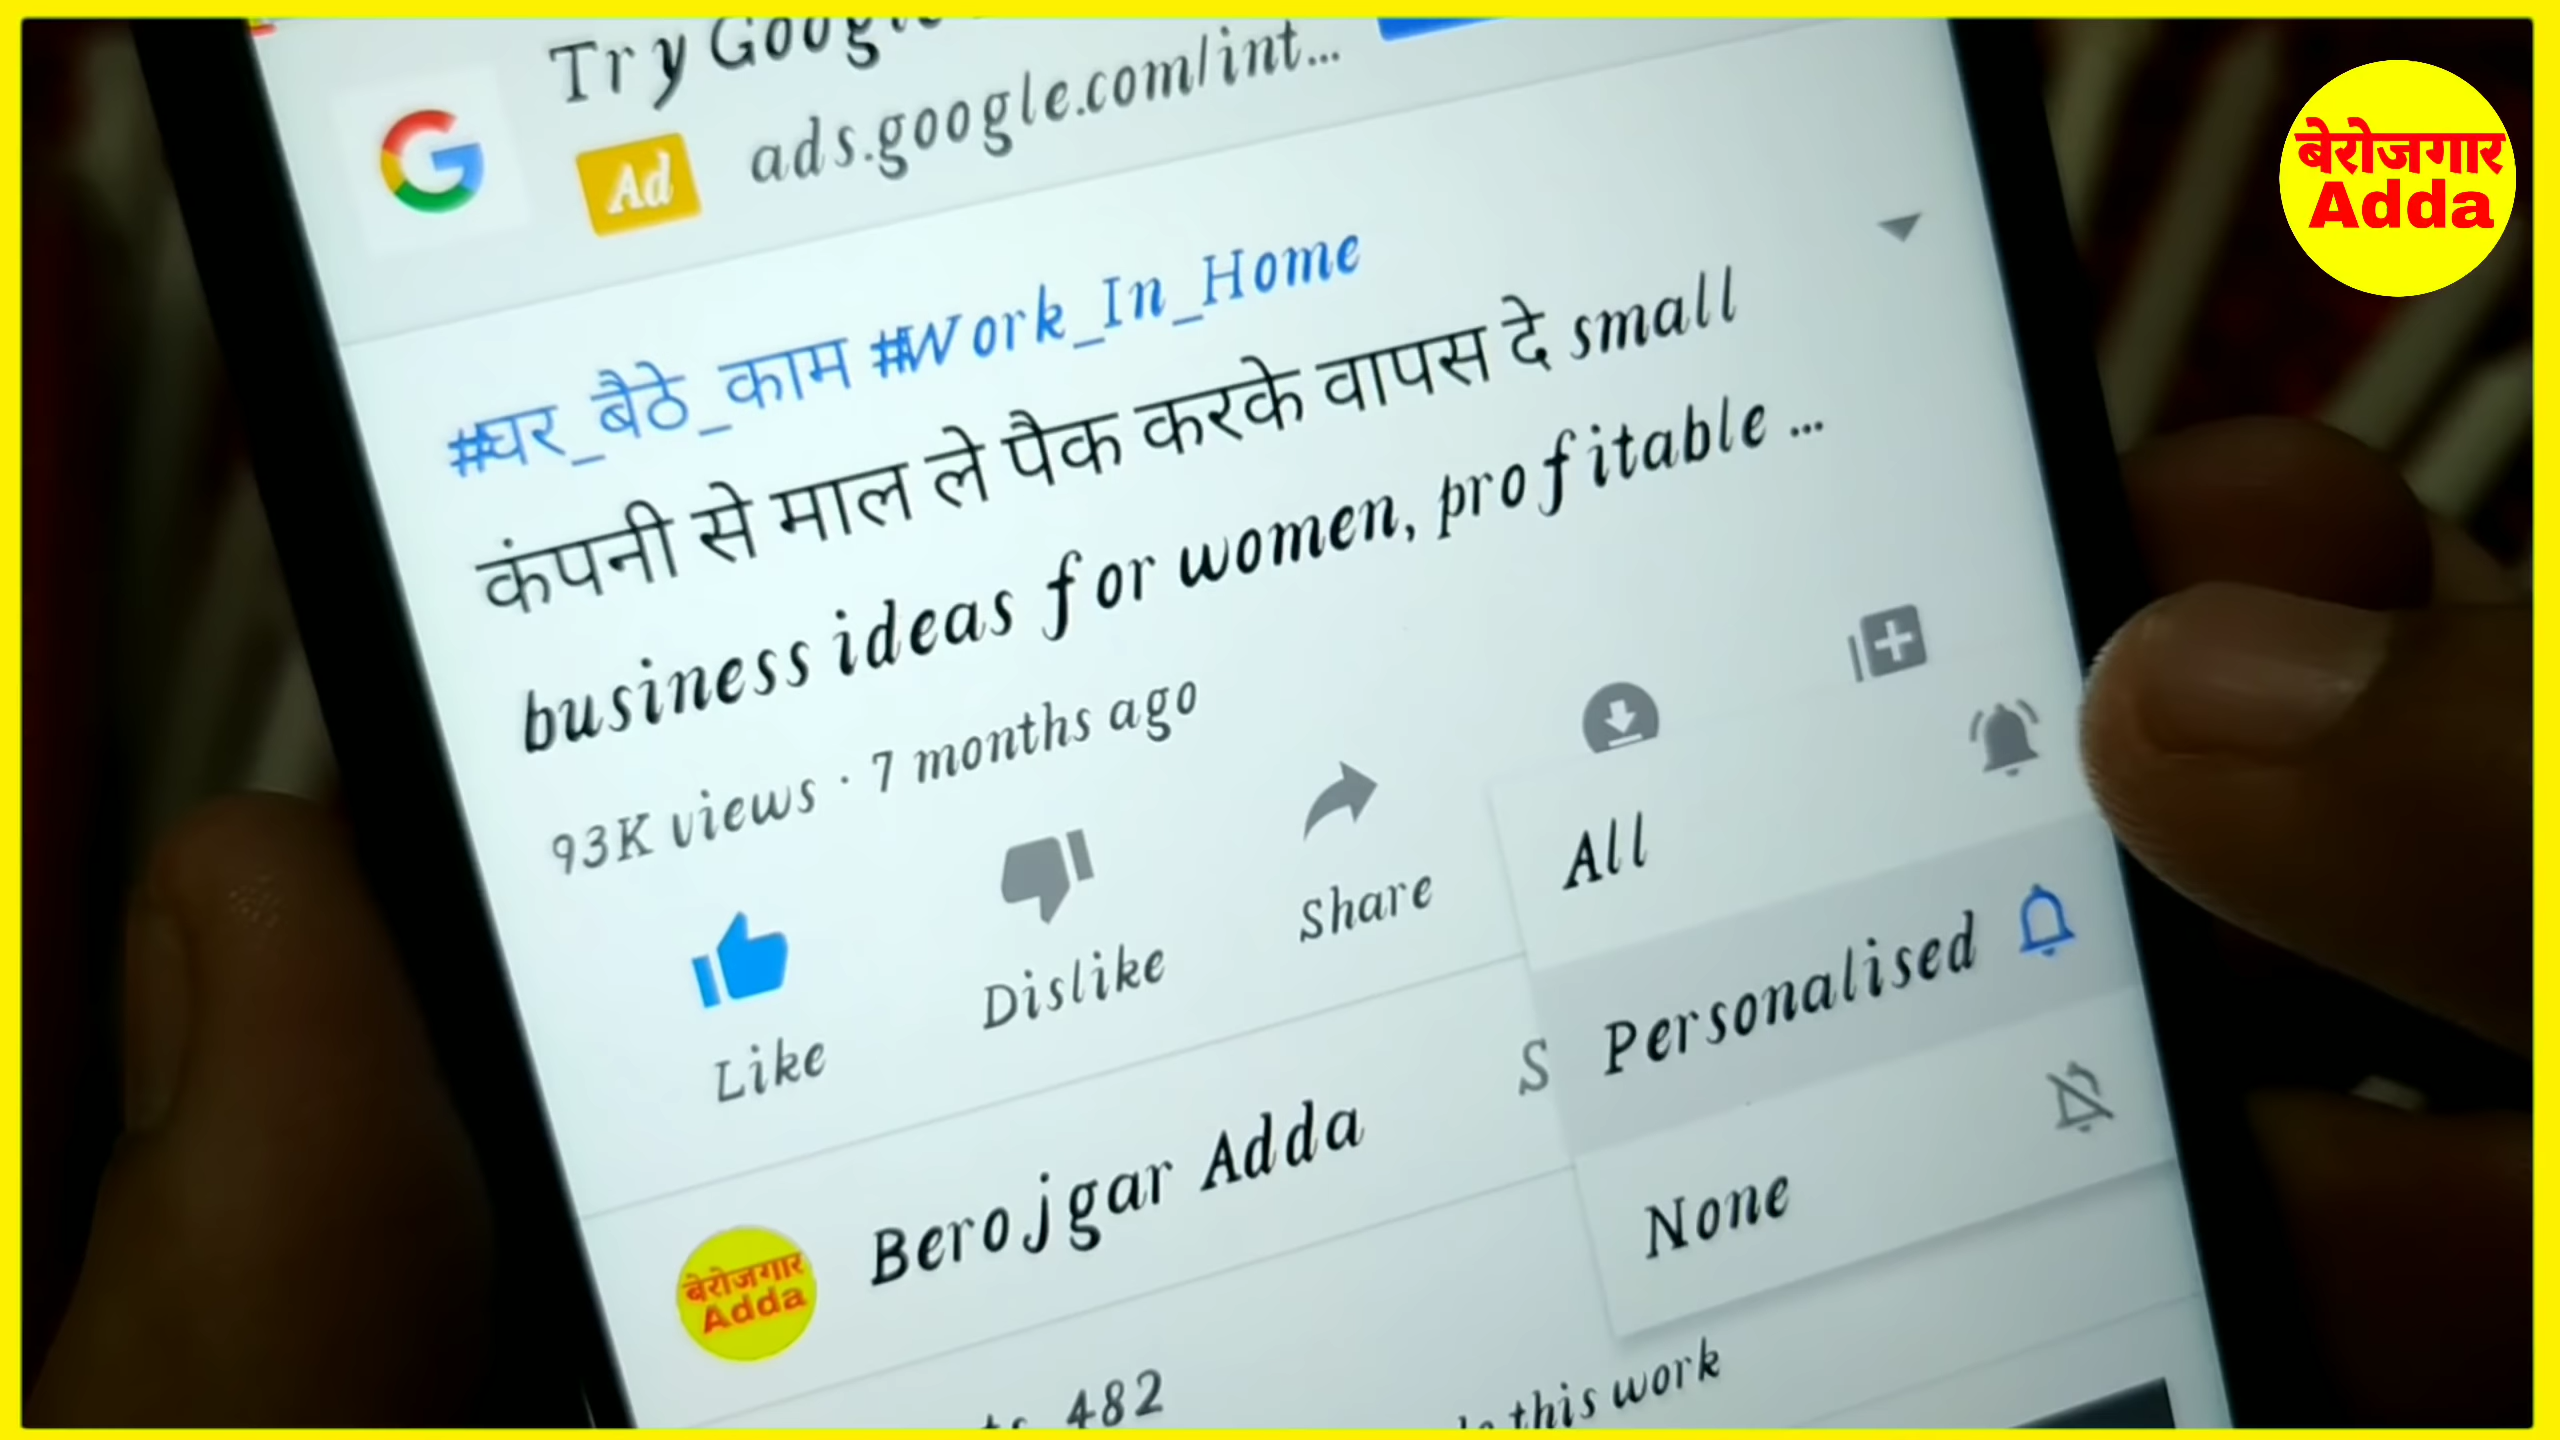 Try Google
ads.google.com/int...
Ad
बेरोजगार
Adda
#घर_बैठे_काम #Work_In_Home
कंपनी से माल ले पैक करके वापस दे small
business ideas for women, profitable ...
93K views · 7 months ago
Like
Dislike
Share
All
Personalised
None
Berojgar Adda
S
बेरोजगार
Adda
482
this work